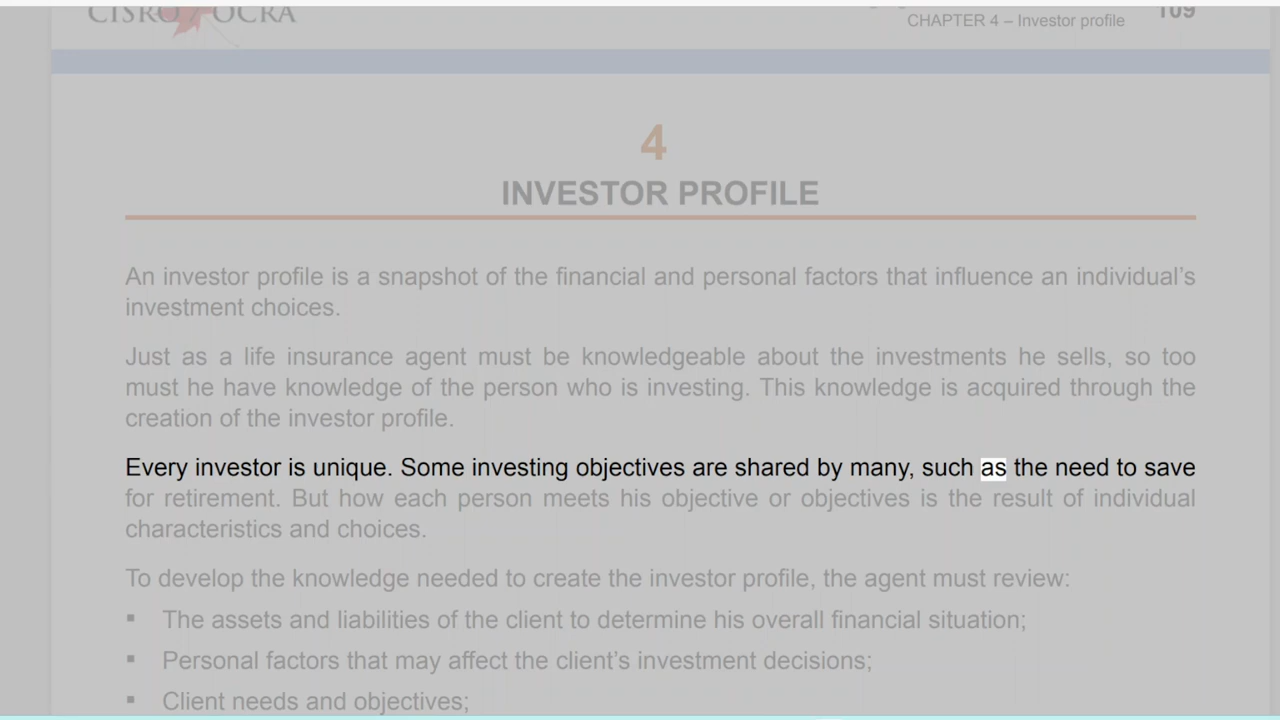 CISRO OCRA
CHAPTER 4 – Investor profile
109
4
INVESTOR PROFILE
An investor profile is a snapshot of the financial and personal factors that influence an individual’s
investment choices.
Just as a life insurance agent must be knowledgeable about the investments he sells, so too
must he have knowledge of the person who is investing. This knowledge is acquired through the
creation of the investor profile.
Every investor is unique. Some investing objectives are shared by many, such as the need to save
for retirement. But how each person meets his objective or objectives is the result of individual
characteristics and choices.
To develop the knowledge needed to create the investor profile, the agent must review:
▪ The assets and liabilities of the client to determine his overall financial situation;
▪ Personal factors that may affect the client’s investment decisions;
▪ Client needs and objectives;